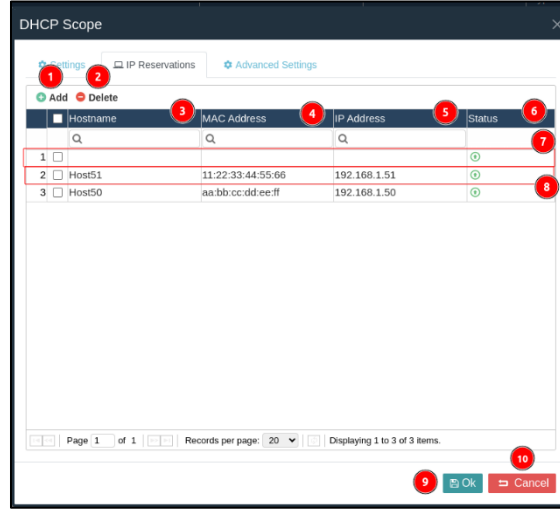 DHCP Scope
Settings IP Reservations Advanced Settings
1 2
Add Delete
3 4 5 6
Hostname MAC Address IP Address Status
7
1
2 Host51 11:22:33:44:55:66 192.168.1.51
8
3 Host50 aa:bb:cc:dd:ee:ff 192.168.1.50
Page 1 of 1 Records per page: 20 Displaying 1 to 3 of 3 items.
10
9 Ok Cancel